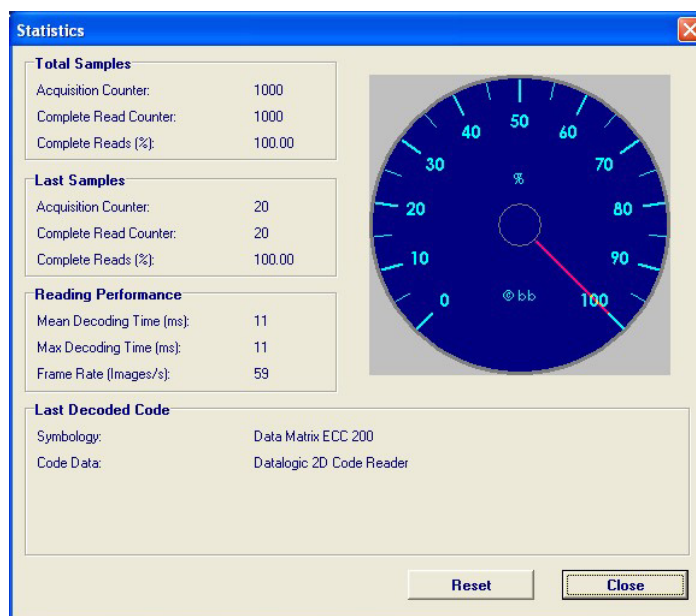 Statistics
Total Samples
Acquisition Counter: 1000
Complete Read Counter: 1000
Complete Reads (%): 100.00
Last Samples
Acquisition Counter: 20
Complete Read Counter: 20
Complete Reads (%): 100.00
Reading Performance
Mean Decoding Time (ms): 11
Max Decoding Time (ms): 11
Frame Rate (Images/s): 59
0
10
20
30
40
50
60
70
80
90
100
%
©bb
Last Decoded Code
Symbology: Data Matrix ECC 200
Code Data: Datalogic 2D Code Reader
Reset Close